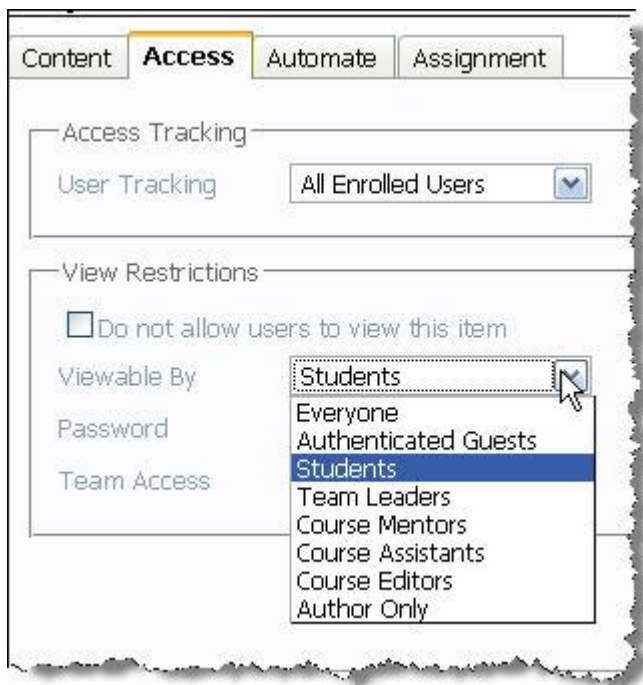 Content Access Automate Assignment
Access Tracking
User Tracking All Enrolled Users
View Restrictions
Do not allow users to view this item
Viewable By Students
Password
Team Access
Everyone
Authenticated Guests
Students
Team Leaders
Course Mentors
Course Assistants
Course Editors
Author Only